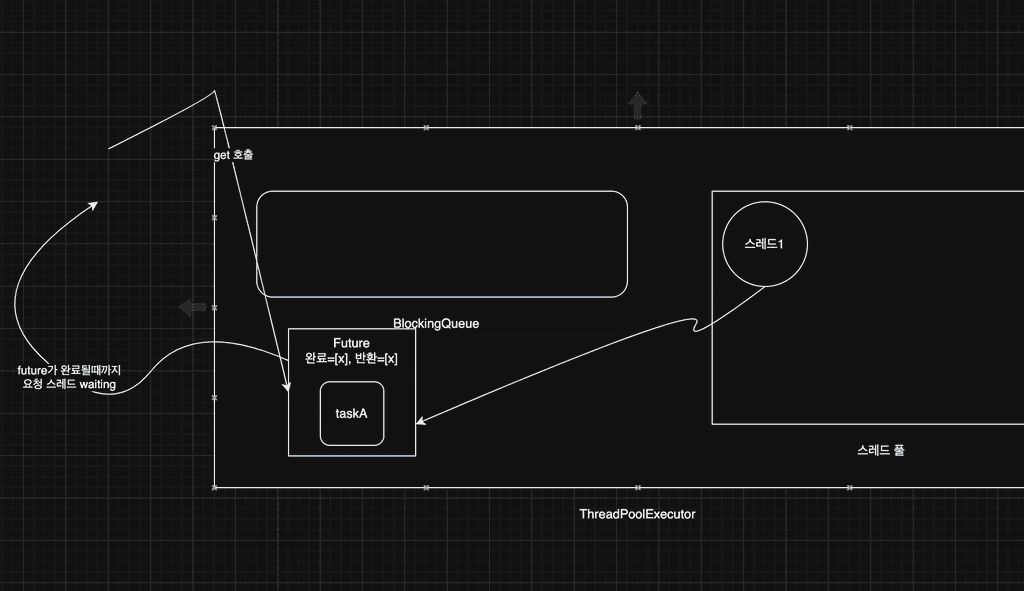 get 호출
스레드1
BlockingQueue
Future
완료=[x], 반환=[x]
taskA
future가 완료될때까지
요청 스레드 waiting
스레드 풀
ThreadPoolExecutor